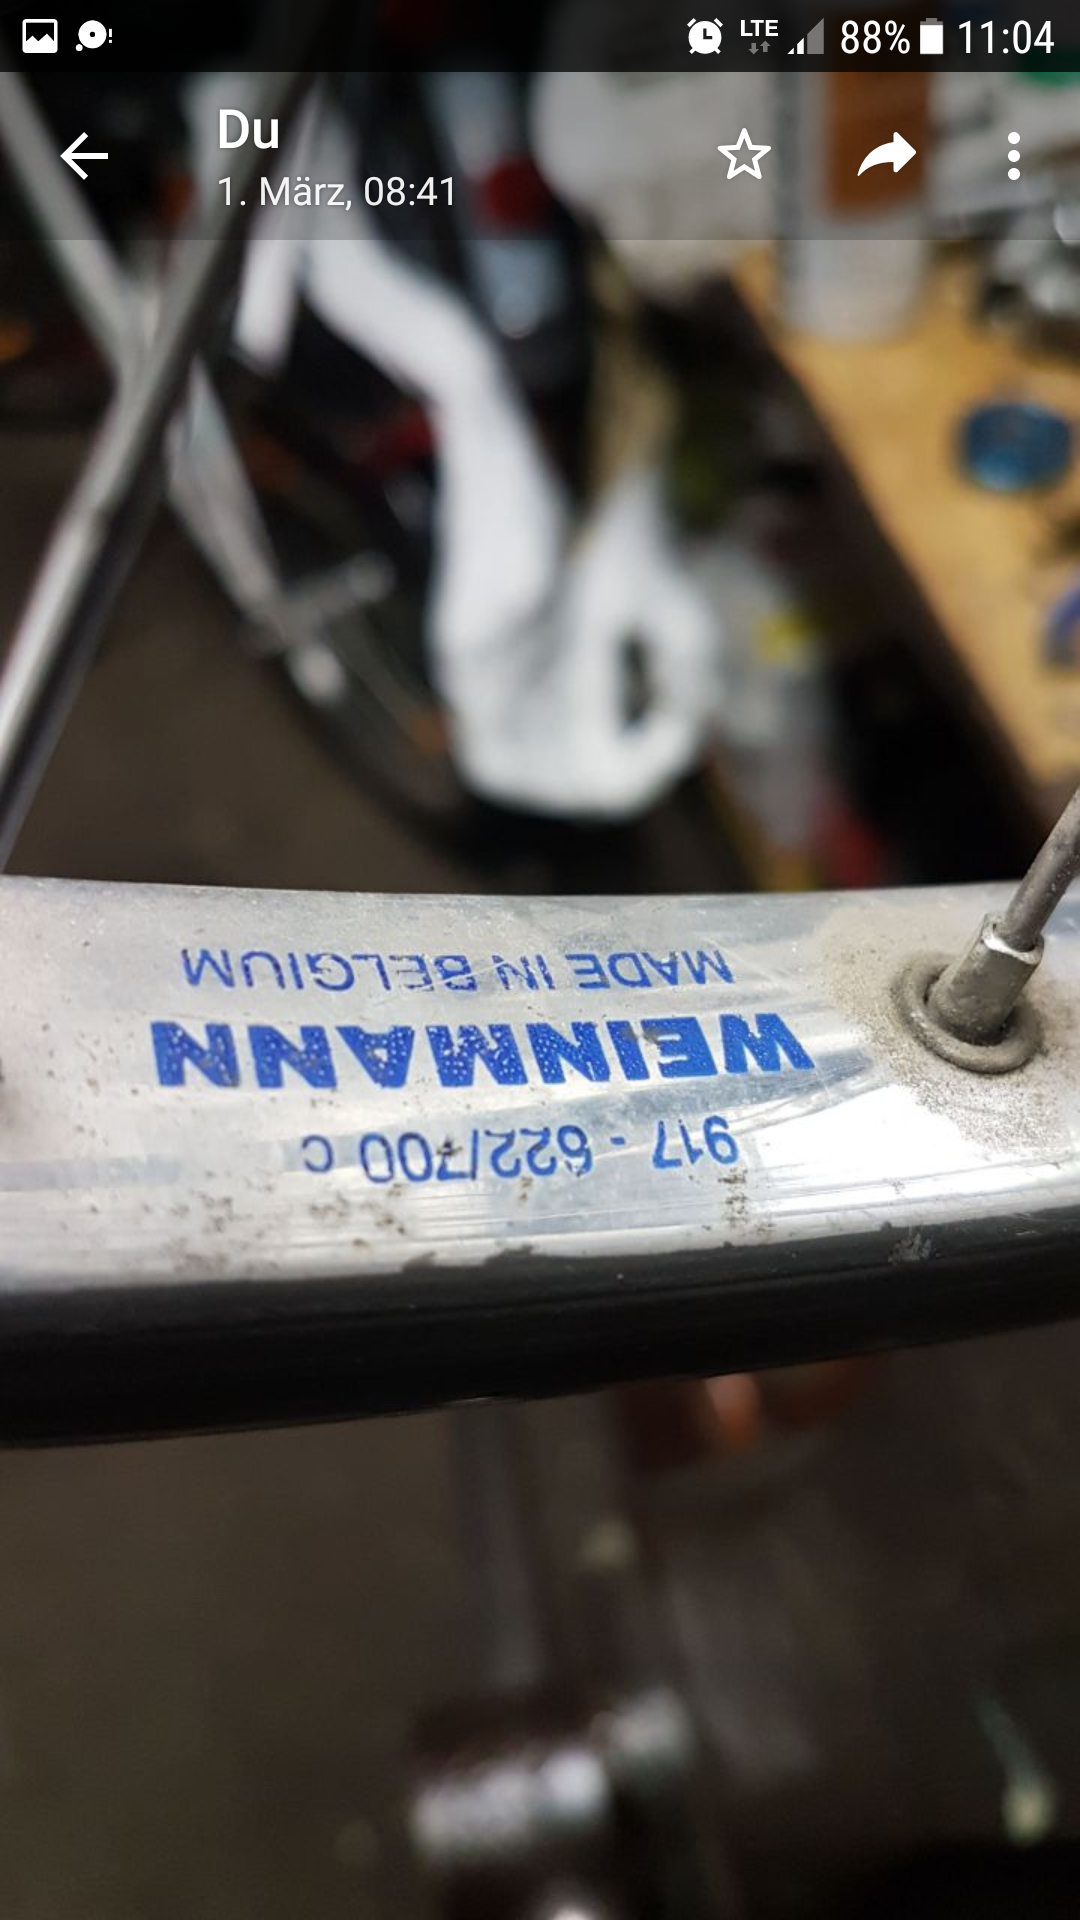 LTE 88% 11:04
Du
1. März, 08:41
MADE IN BELGIUM
WEINMANN
917 - 622/700 C